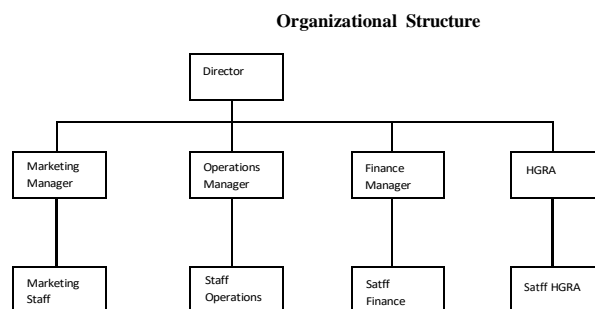 Organizational Structure
Director
Marketing
Manager
Operations
Manager
Finance
Manager
HGRA
Marketing
Staff
Staff
Operations
Satff
Finance
Satff HGRA